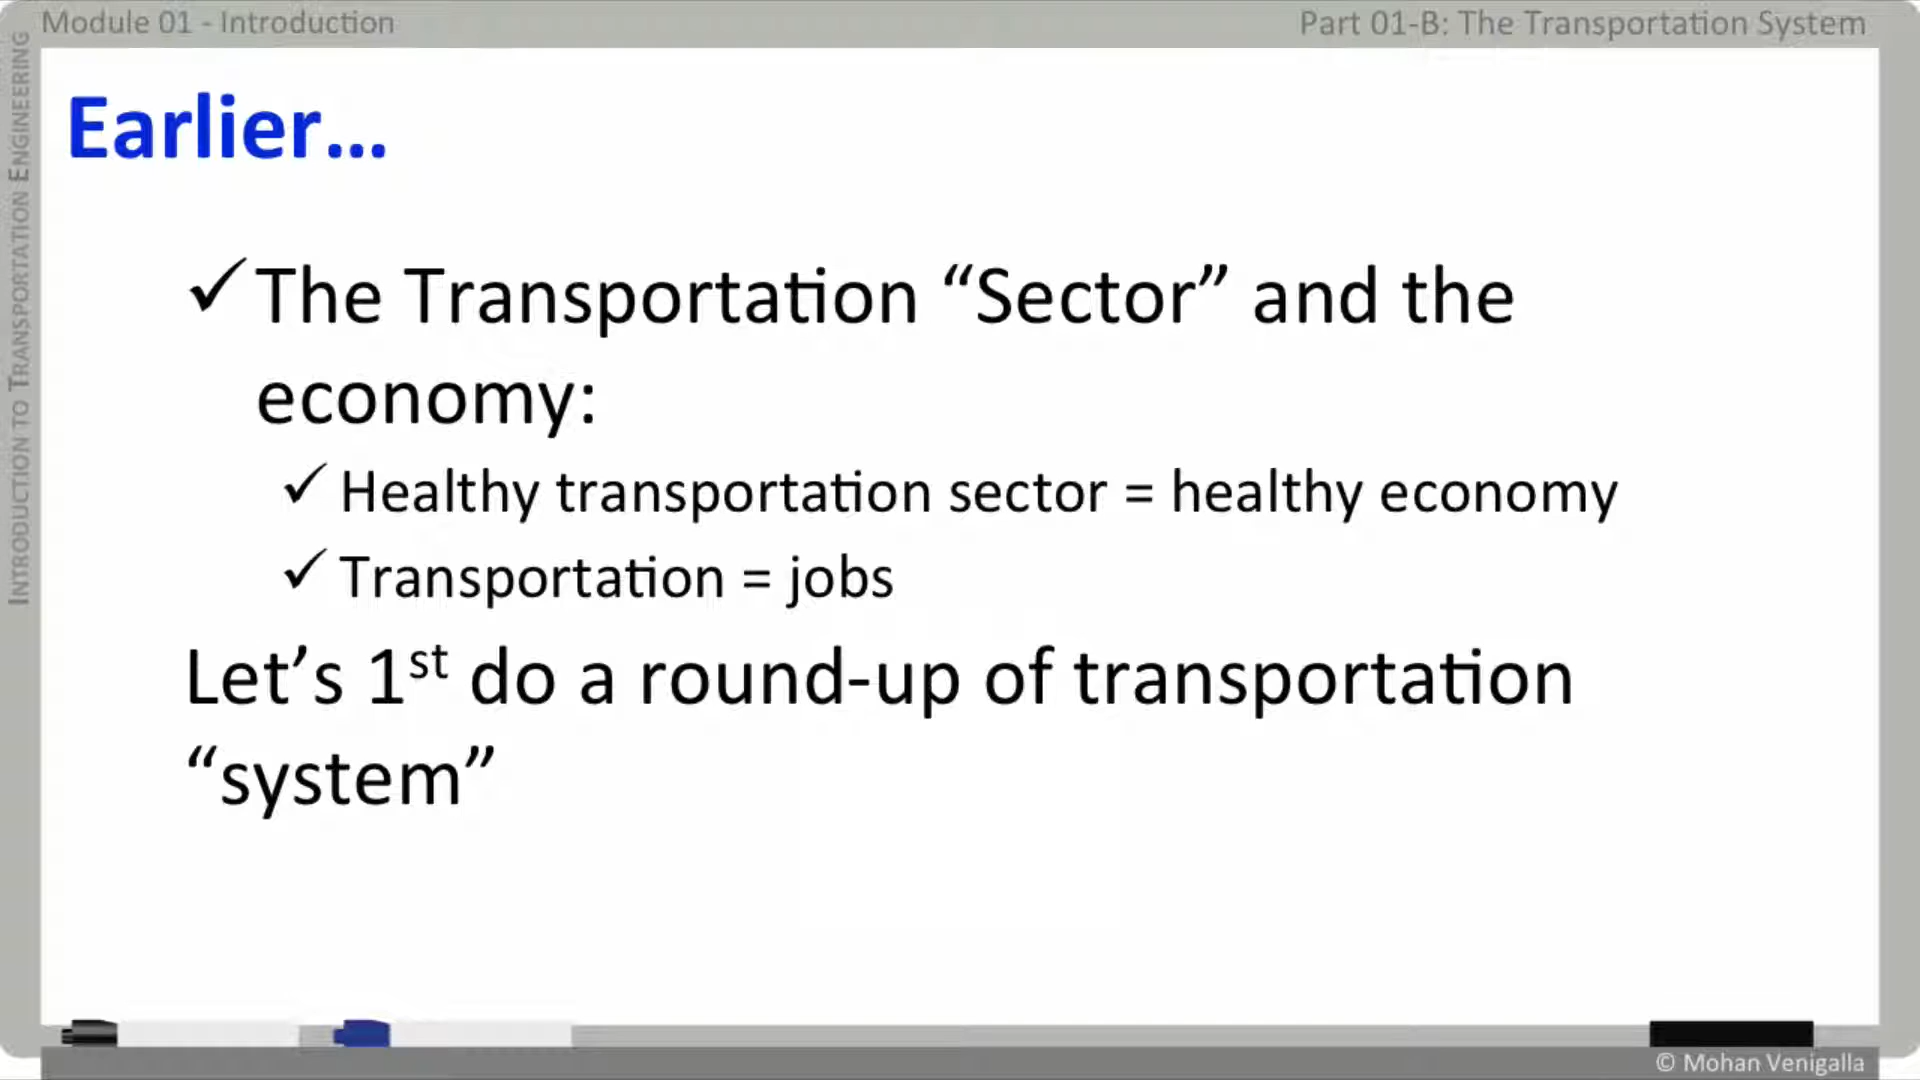 Module 01 - Introduction
Part 01-B: The Transportation System
INTRODUCTION TO TRANSPORTATION ENGINEERING
Earlier...
✓ The Transportation “Sector” and the
economy:
✓ Healthy transportation sector = healthy economy
✓ Transportation = jobs
Let’s 1st do a round-up of transportation
“system”
© Mohan Venigalla